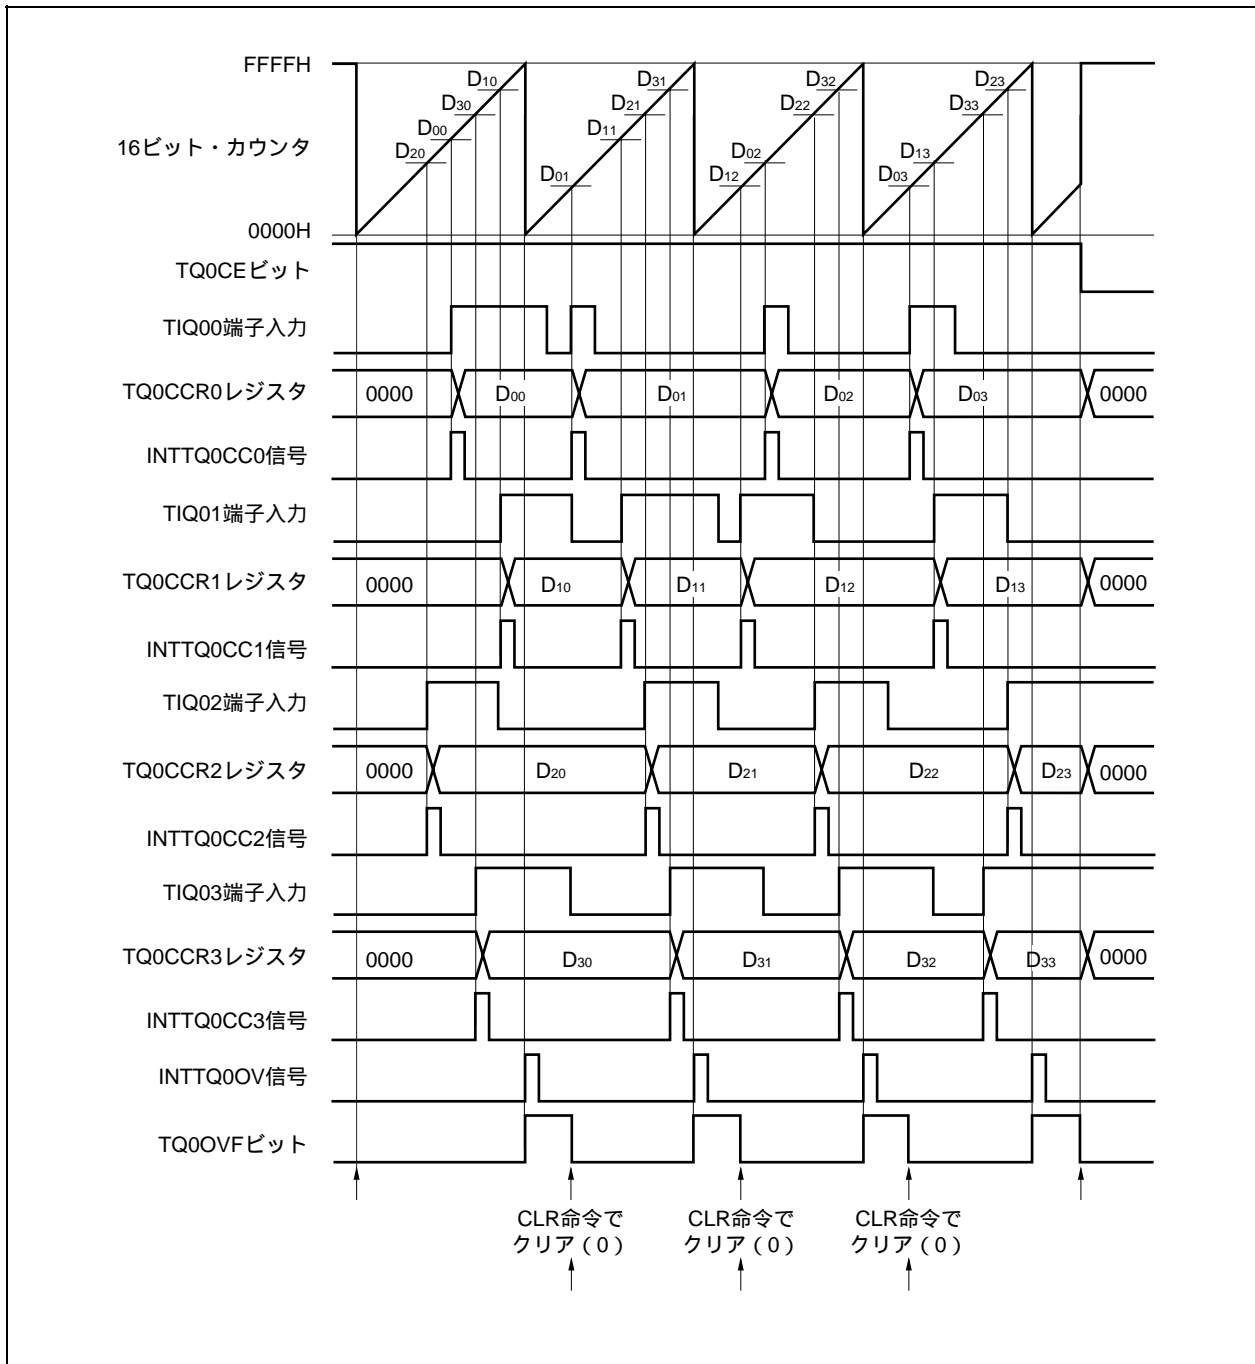 FFFFH
16ビット・カウンタ
0000H
D10
D30
D00
D20
D31
D21
D11
D01
D32
D22
D02
D12
D23
D33
D13
D03
TQ0CEビット
TIQ00端子入力
TQ0CCR0レジスタ 0000 D00 D01 D02 D03 0000
INTTQ0CC0信号
TIQ01端子入力
TQ0CCR1レジスタ 0000 D10 D11 D12 D13 0000
INTTQ0CC1信号
TIQ02端子入力
TQ0CCR2レジスタ 0000 D20 D21 D22 D23 0000
INTTQ0CC2信号
TIQ03端子入力
TQ0CCR3レジスタ 0000 D30 D31 D32 D33 0000
INTTQ0CC3信号
INTTQ0OV信号
TQ0OVFビット
CLR命令で
クリア（0）
CLR命令で
クリア（0）
CLR命令で
クリア（0）